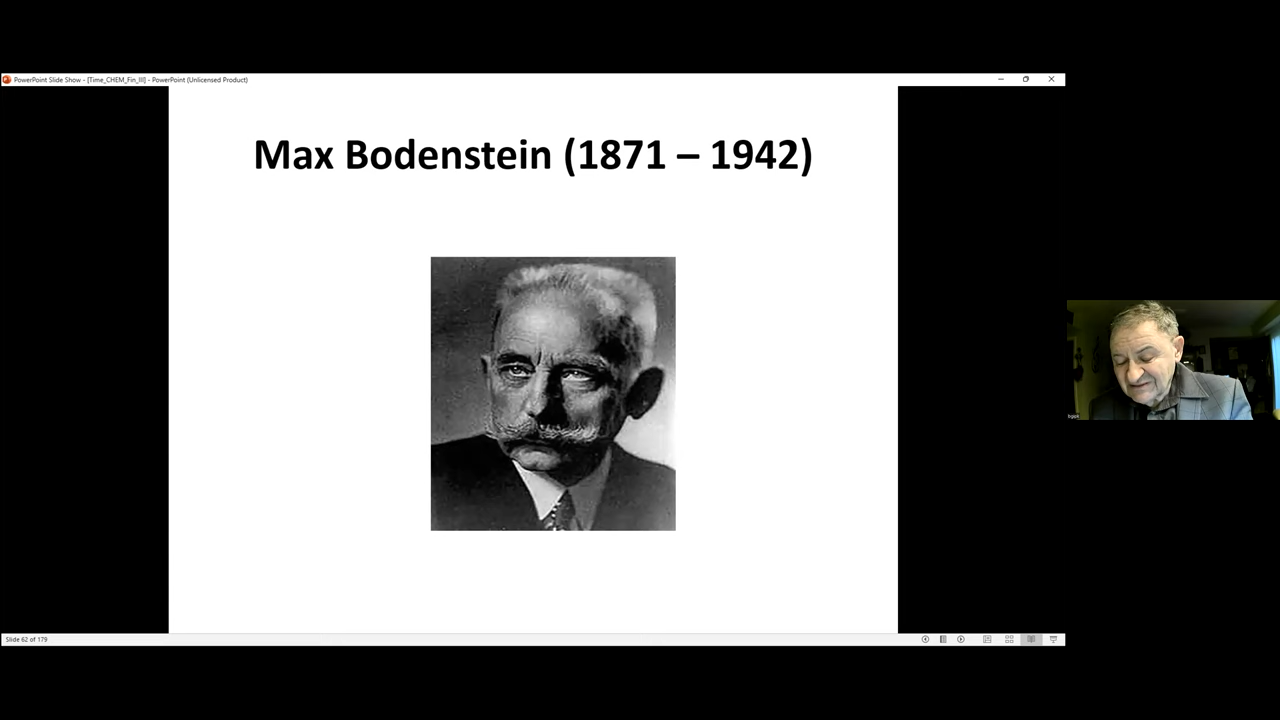 PowerPoint Slide Show - [Time_CHEM_Fin_III] - PowerPoint (Unlicensed Product)
Max Bodenstein (1871 – 1942)
Slide 62 of 179